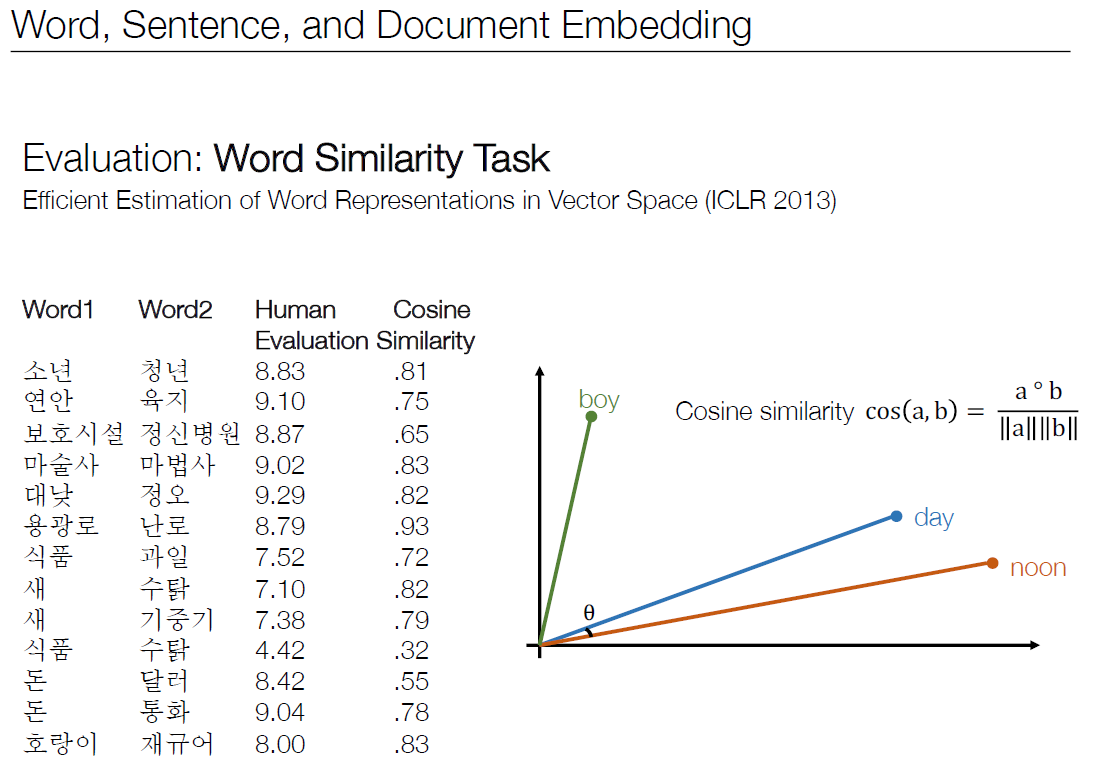 Word, Sentence, and Document Embedding
Evaluation: Word Similarity Task
Efficient Estimation of Word Representations in Vector Space (ICLR 2013)
Word1 Word2 Human Evaluation Cosine Similarity
소년 청년 8.83 .81
연안 육지 9.10 .75
보호시설 정신병원 8.87 .65
마술사 마법사 9.02 .83
대낮 정오 9.29 .82
용광로 난로 8.79 .93
식품 과일 7.52 .72
새 수탉 7.10 .82
새 기중기 7.38 .79
식품 수탉 4.42 .32
돈 달러 8.42 .55
돈 통화 9.04 .78
호랑이 재규어 8.00 .83
boy
day
noon
θ
Cosine similarity cos(a, b) = a ° b / ‖a‖‖b‖